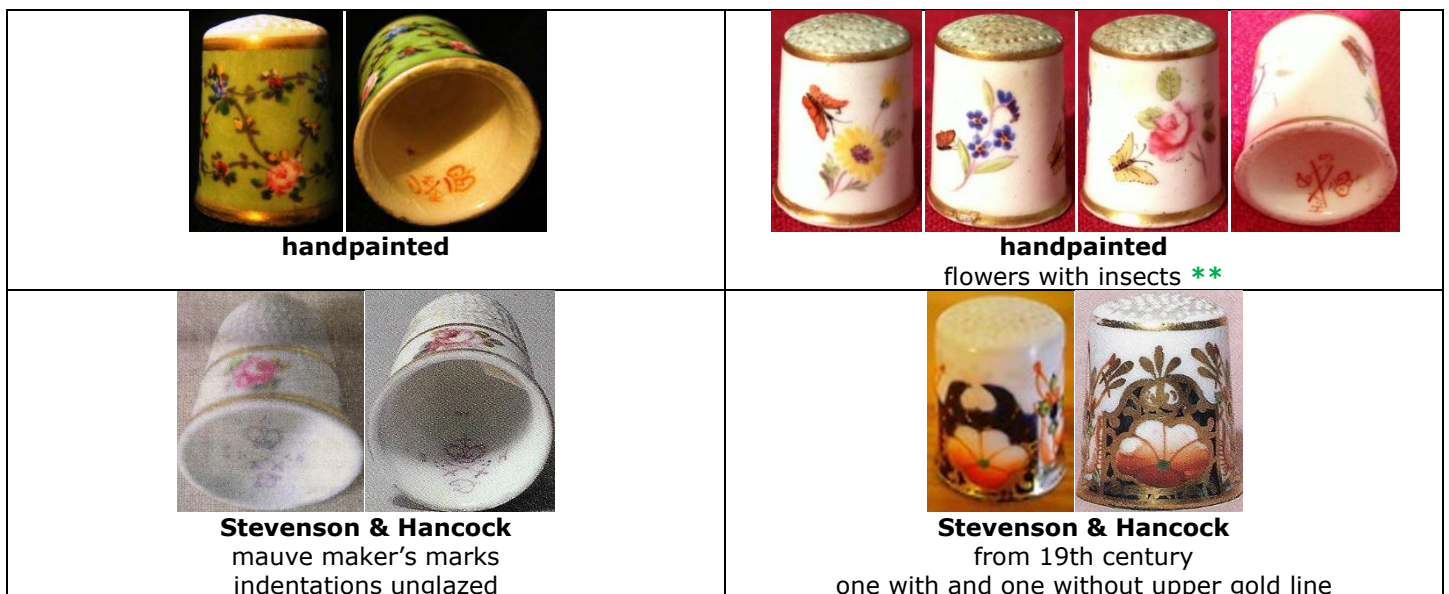 handpainted
handpainted
flowers with insects **
Stevenson & Hancock
mauve maker's marks
indentations unglazed
Stevenson & Hancock
from 19th century
one with and one without upper gold line